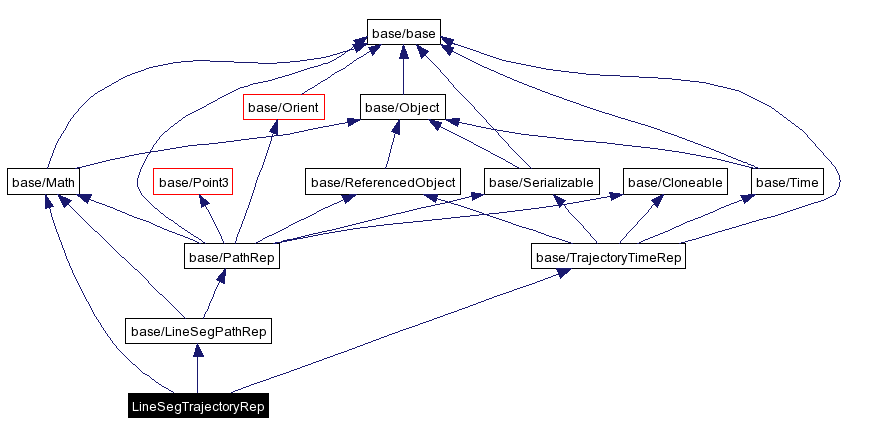 base/base
base/Orient
base/Object
base/Math
base/Point3
base/ReferencedObject
base/Serializable
base/Cloneable
base/Time
base/PathRep
base/TrajectoryTimeRep
base/LineSegPathRep
LineSegTrajectoryRep